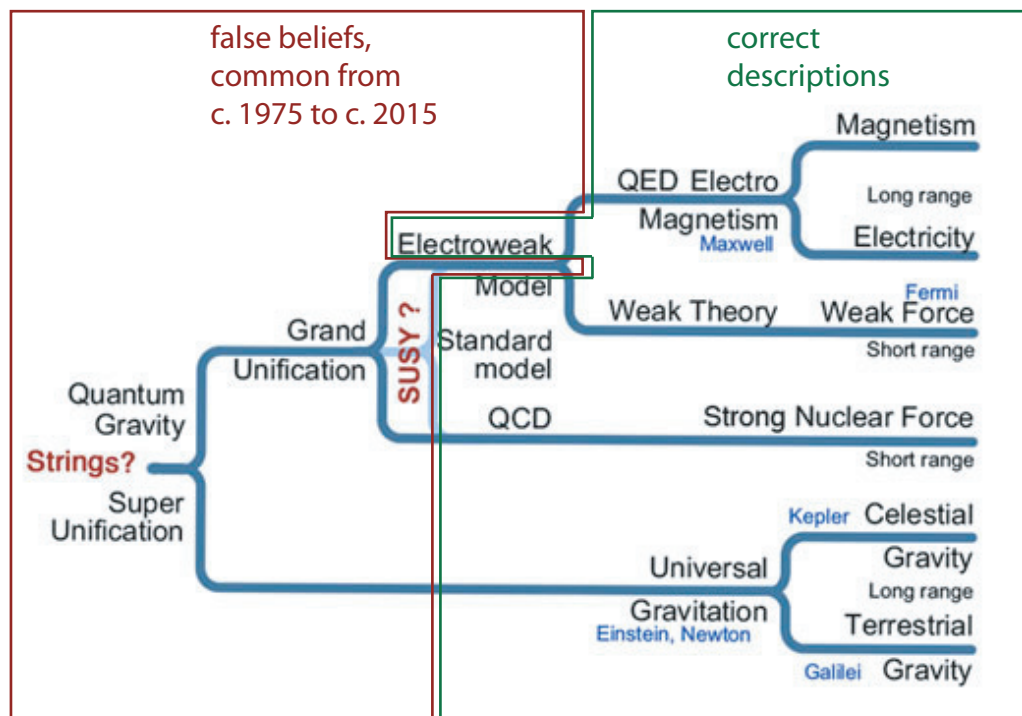 false beliefs,
common from
c. 1975 to c. 2015
correct
descriptions
Magnetism
QED Electro
Long range
Magnetism
Maxwell
Electricity
Electroweak
Model
Fermi
Weak Theory
Weak Force
Short range
Grand
Unification
SUSY ?
Standard
model
Quantum
Gravity
QCD
Strong Nuclear Force
Short range
Strings?
Super
Unification
Kepler
Celestial
Gravity
Universal
Long range
Gravitation
Einstein, Newton
Terrestrial
Galilei
Gravity